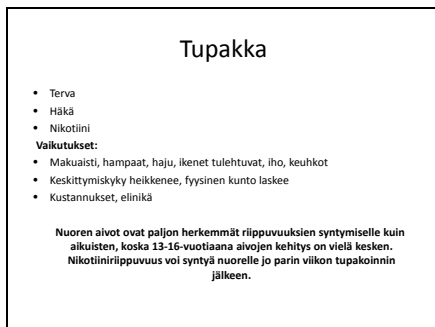 Tupakka
• Terva
• Häkä
• Nikotiini
Vaikutukset:
• Makuaisti, hampaat, haju, ikenet tulehtuvat, iho, keuhkot
• Keskittymiskyky heikkenee, fyysinen kunto laskee
• Kustannukset, elinikä
Nuoren aivot ovat paljon herkemmät riippuvuuksien syntymiselle kuin
aikuisten, koska 13-16-vuotiaana aivojen kehitys on vielä kesken.
Nikotiiniriippuvuus voi syntyä nuorelle jo parin viikon tupakoinnin
jälkeen.